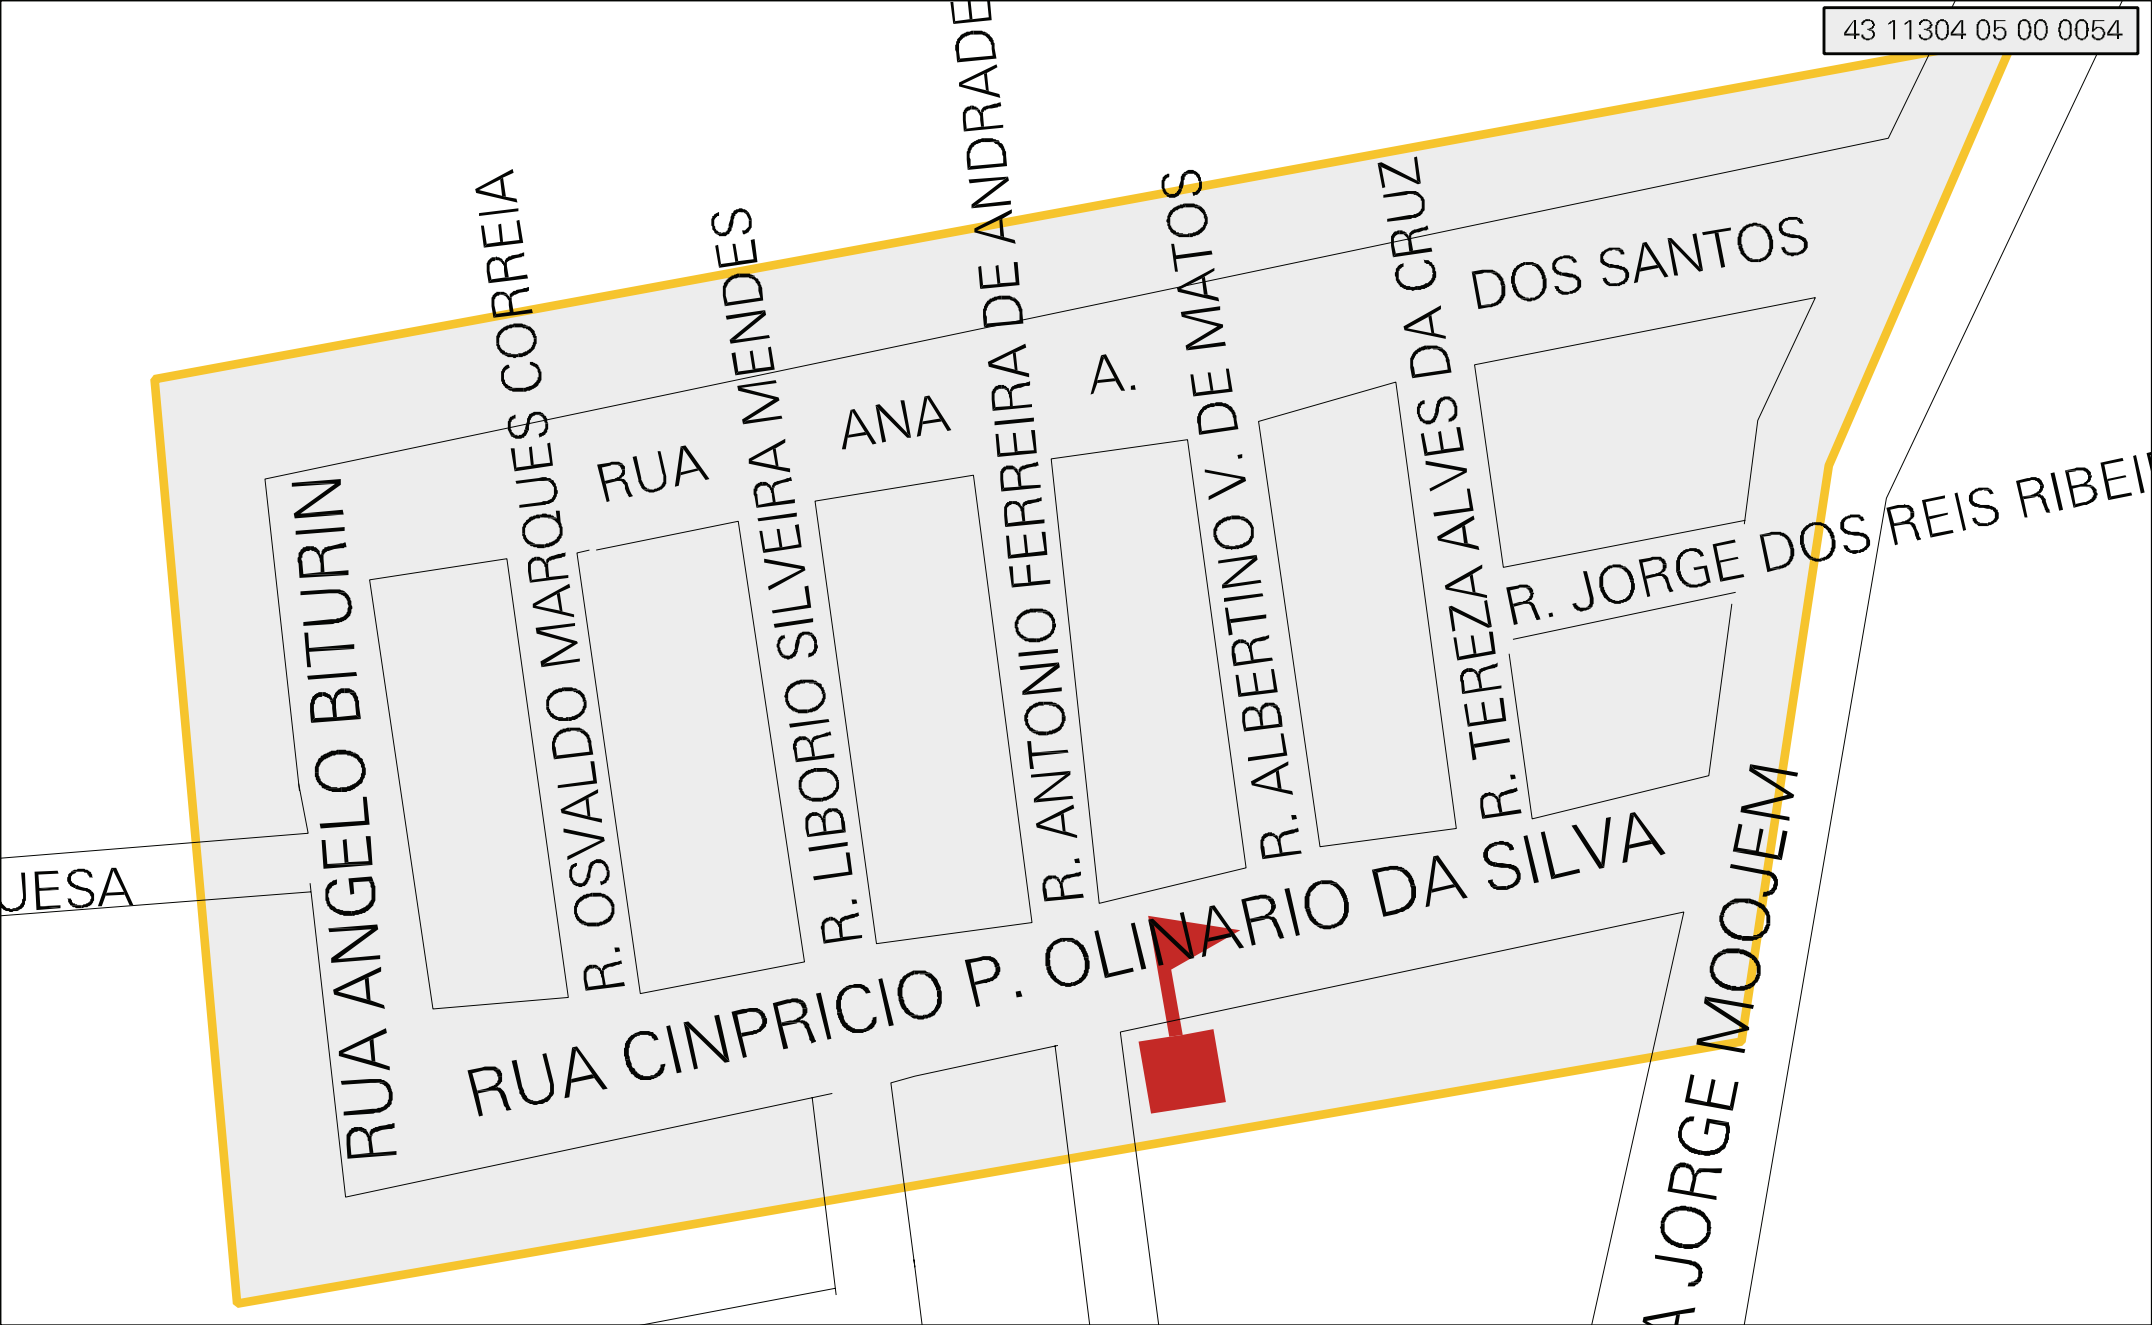 43 11304 05 00 0054
RUA ANA A. DOS SANTOS
RUA ANGELO BITURIN
R. OSVALDO MARQUES CORREIA
R. LIBORIO SILVEIRA MENDES
R. ANTONIO FERREIRA DE ANDRADE
R. ALBERTINO V. DE MATOS
R. TEREZA ALVES DA CRUZ
R. JORGE DOS REIS RIBEI
UESA
RUA CINPRICIO P. OLINARIO DA SILVA
A JORGE MOOJEM